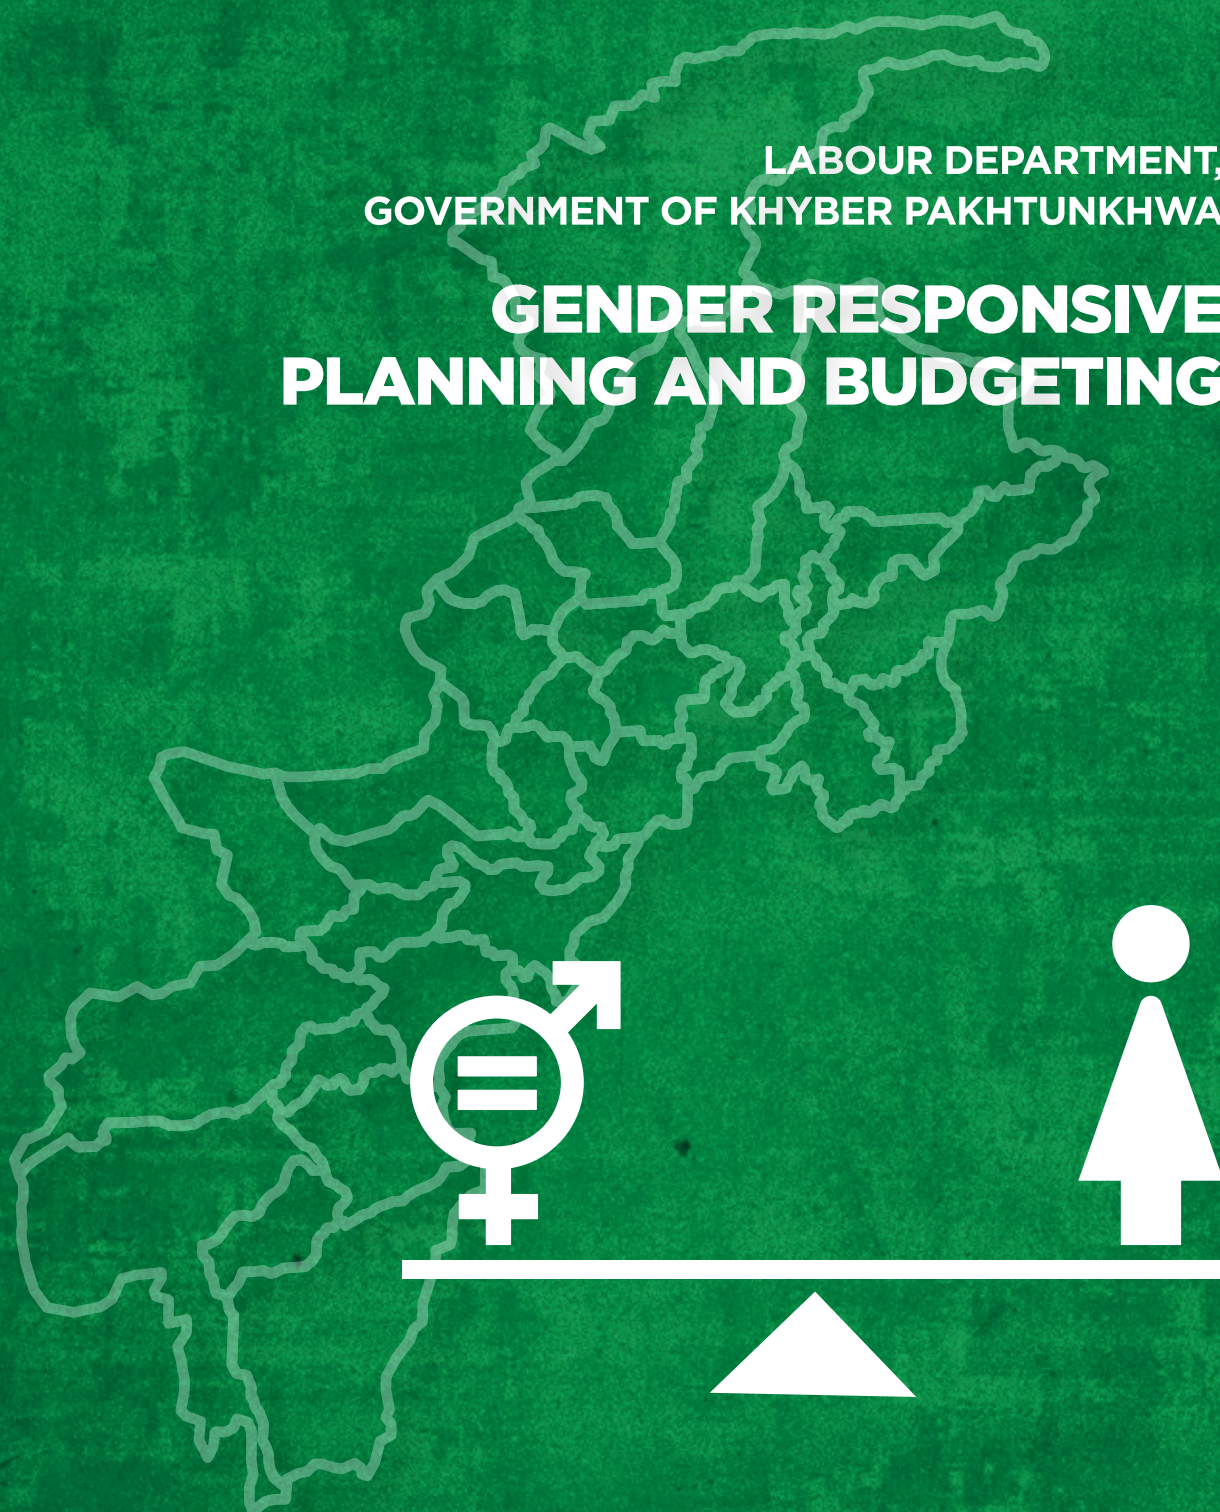 LABOUR DEPARTMENT,
GOVERNMENT OF KHYBER PAKHTUNKHWA
GENDER RESPONSIVE
PLANNING AND BUDGETING